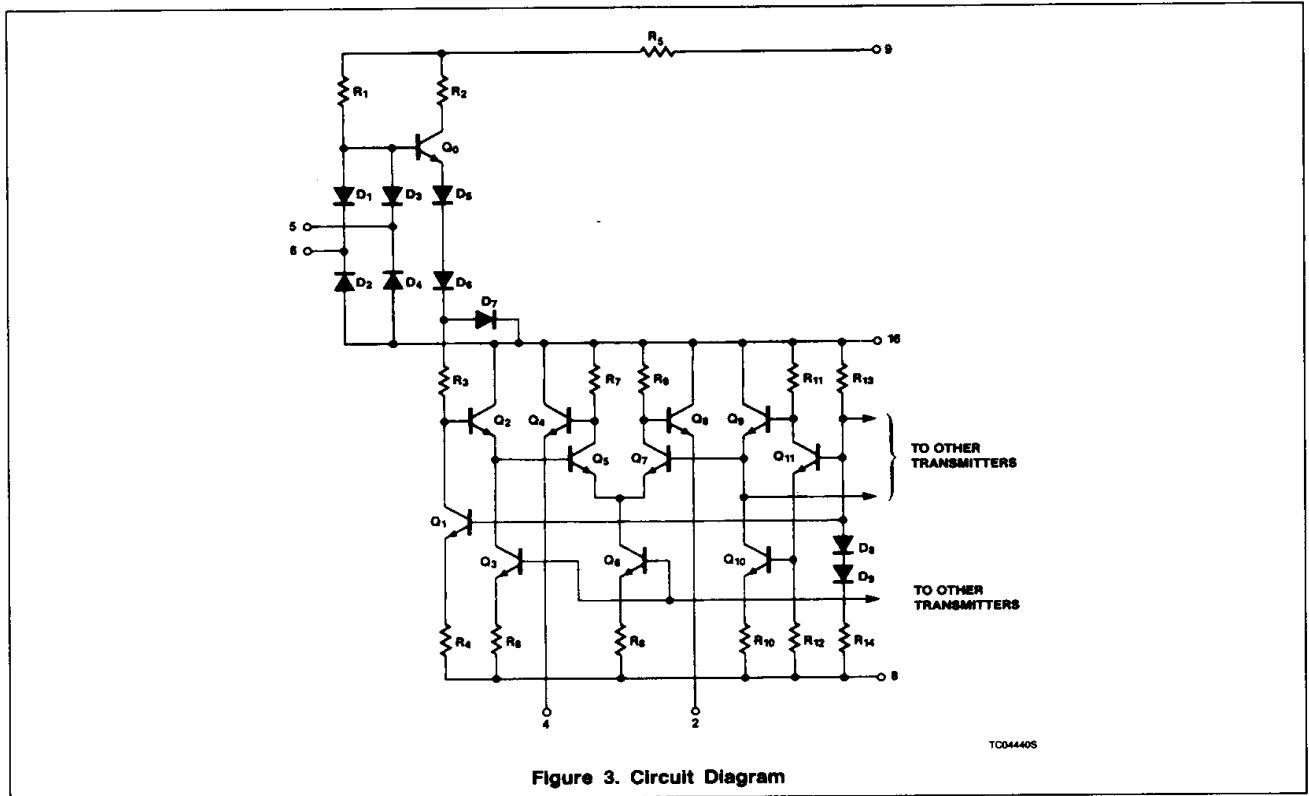 R5
9
R1
R2
Q0
D1
D3
D5
5
6
D2
D4
D6
D7
16
R3
R7
R8
R11
R13
Q2
Q4
Q8
Q9
Q5
Q7
Q11
TO OTHER
TRANSMITTERS
Q1
Q3
Q6
Q10
D8
D9
TO OTHER
TRANSMITTERS
R4
R6
R10
R12
R14
8
4
2
TC04440S
Figure 3. Circuit Diagram